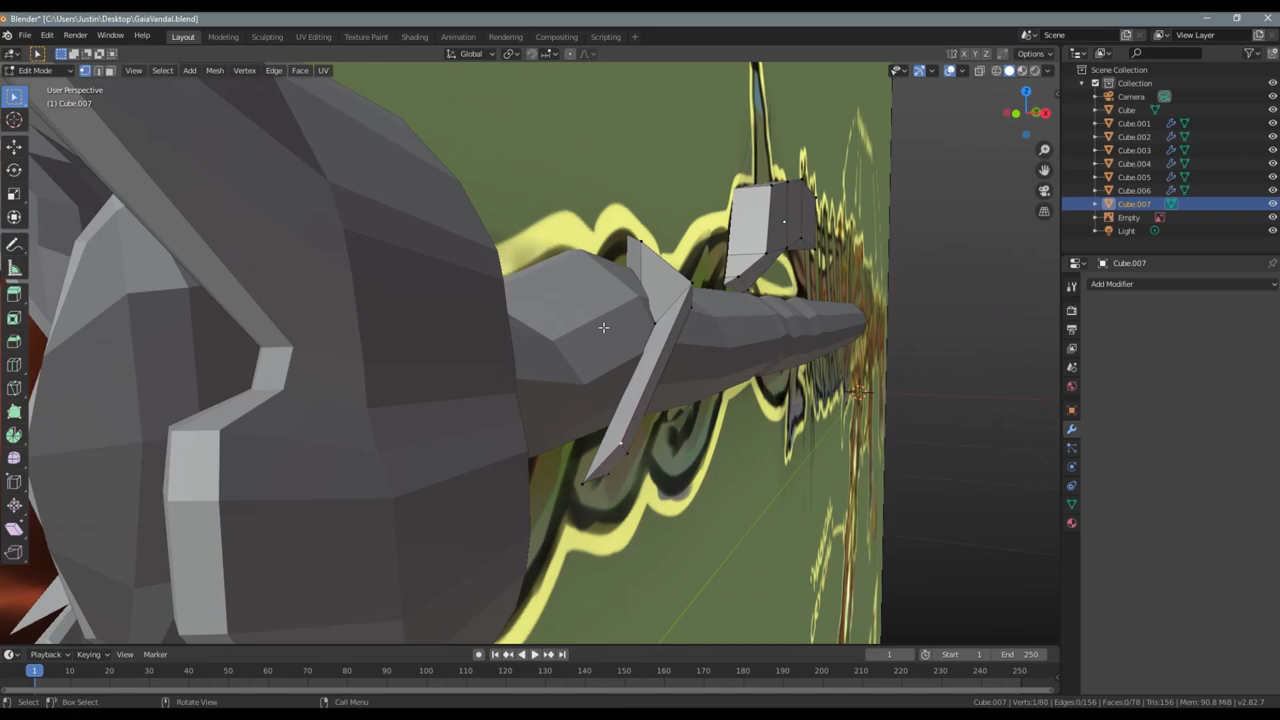 Blender* [C:\Users\Justin\Desktop\GaiaVandal.blend]
File Edit Render Window Help Layout Modeling Sculpting UV Editing Texture Paint Shading Animation Rendering Compositing Scripting Scene View Layer
Global X Y Z Options
Edit Mode View Select Add Mesh Vertex Edge Face UV
User Perspective
(1) Cube.007
Z
X
Scene Collection
Collection
Camera
Cube
Cube.001
Cube.002
Cube.003
Cube.004
Cube.005
Cube.006
Cube.007
Empty
Light
Cube.007
Add Modifier
Playback Keying View Marker 1 Start 1 End 250
1 10 20 30 40 50 60 70 80 90 100 110 120 130 140 150 160 170 180 190 200 210 220 230 240 250
Select Box Select Rotate View Call Menu Cube.007 | Verts:1/80 | Edges:0/156 | Faces:0/78 | Tris:156 | Mem: 90.8 MiB | v2.82.7